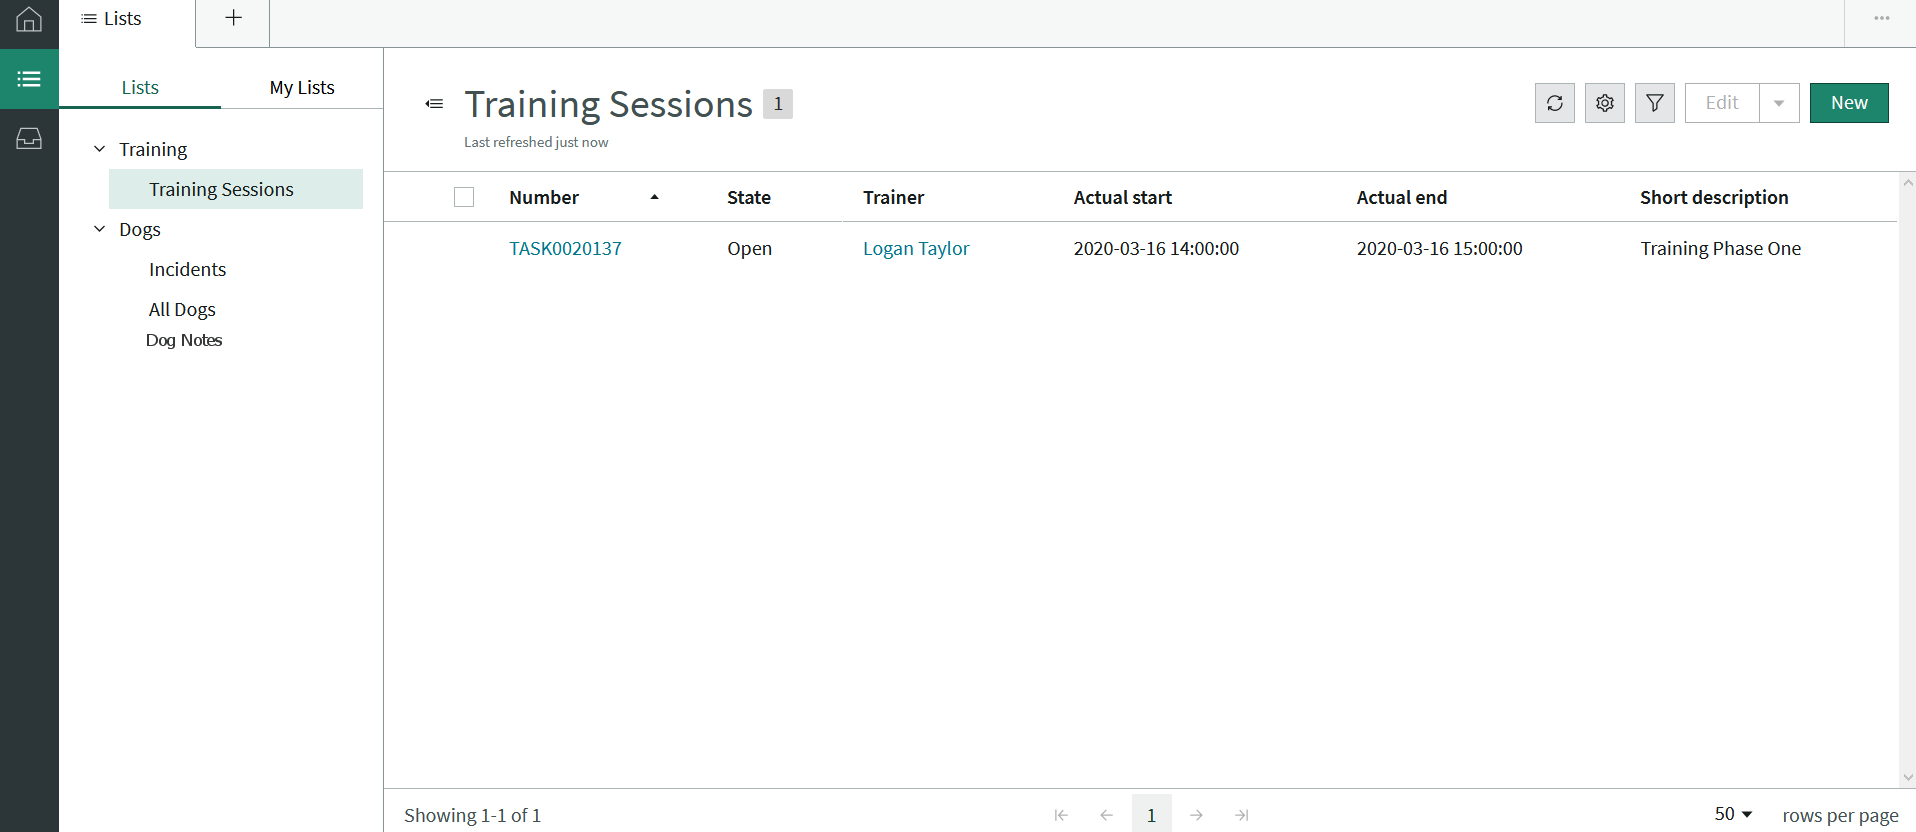 Lists
Lists
My Lists
Training
Training Sessions
Dogs
Incidents
All Dogs
Dog Notes
Training Sessions 1
Last refreshed just now
Edit
New
Number State Trainer Actual start Actual end Short description
TASK0020137 Open Logan Taylor 2020-03-16 14:00:00 2020-03-16 15:00:00 Training Phase One
Showing 1-1 of 1
1
50 rows per page